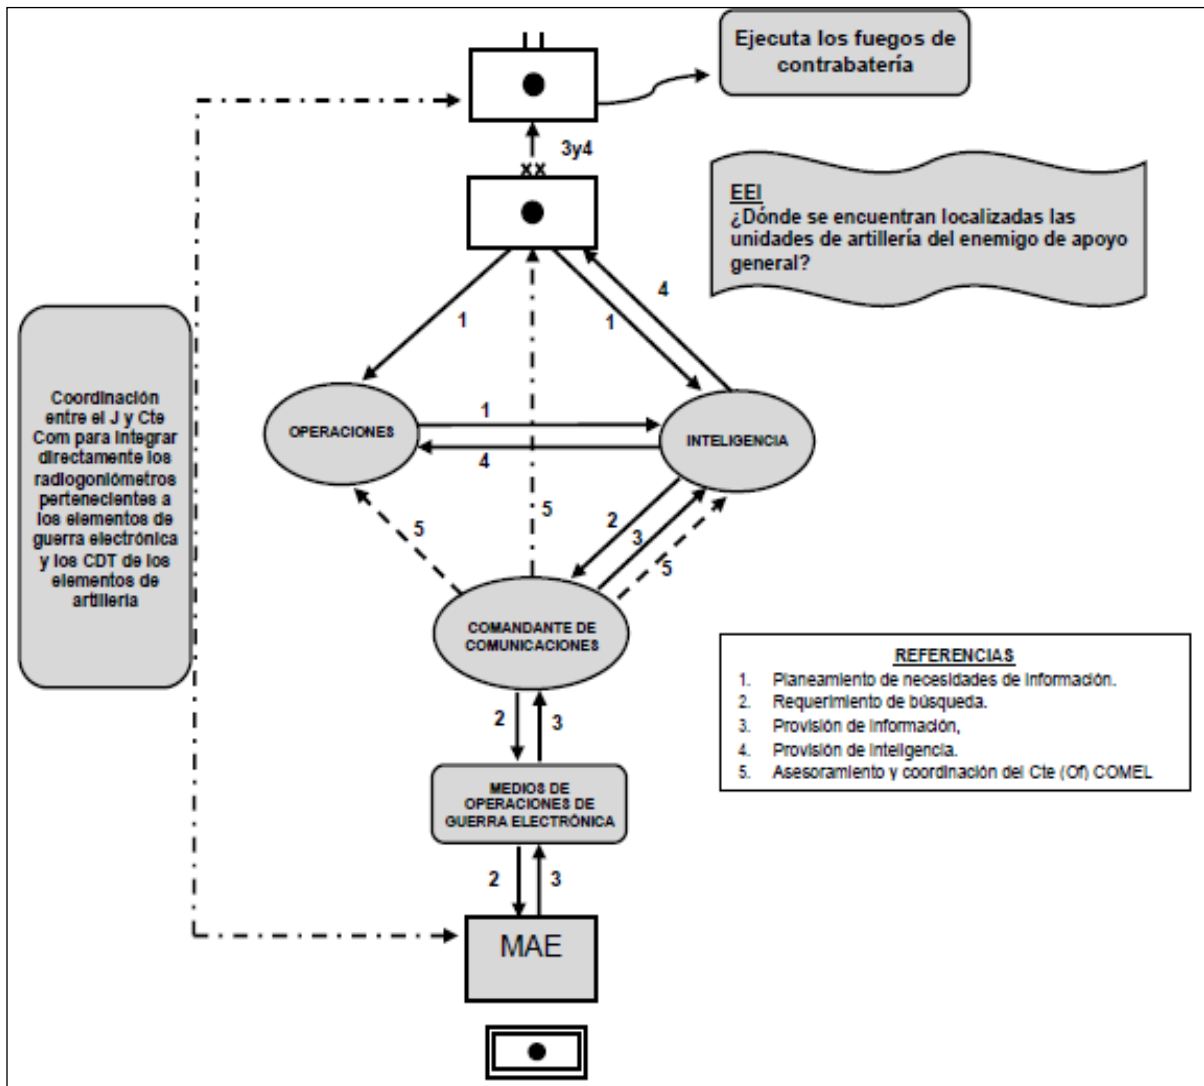 Ejecuta los fuegos de
contrabatería
3y4
XX
EEI
¿Dónde se encuentran localizadas las
unidades de artillería del enemigo de apoyo
general?
4
1
1
Coordinación
entre el J y Cte
Com para integrar
directamente los
radiogoniómetros
pertenecientes a
los elementos de
guerra electrónica
y los CDT de los
elementos de
artillería
OPERACIONES
1
4
INTELIGENCIA
5
5
2
3
5
COMANDANTE DE
COMUNICACIONES
REFERENCIAS
1. Planeamiento de necesidades de información.
2. Requerimiento de búsqueda.
3. Provisión de información,
4. Provisión de inteligencia.
5. Asesoramiento y coordinación del Cte (Of) COMEL
2
3
MEDIOS DE
OPERACIONES DE
GUERRA ELECTRÓNICA
2
3
MAE